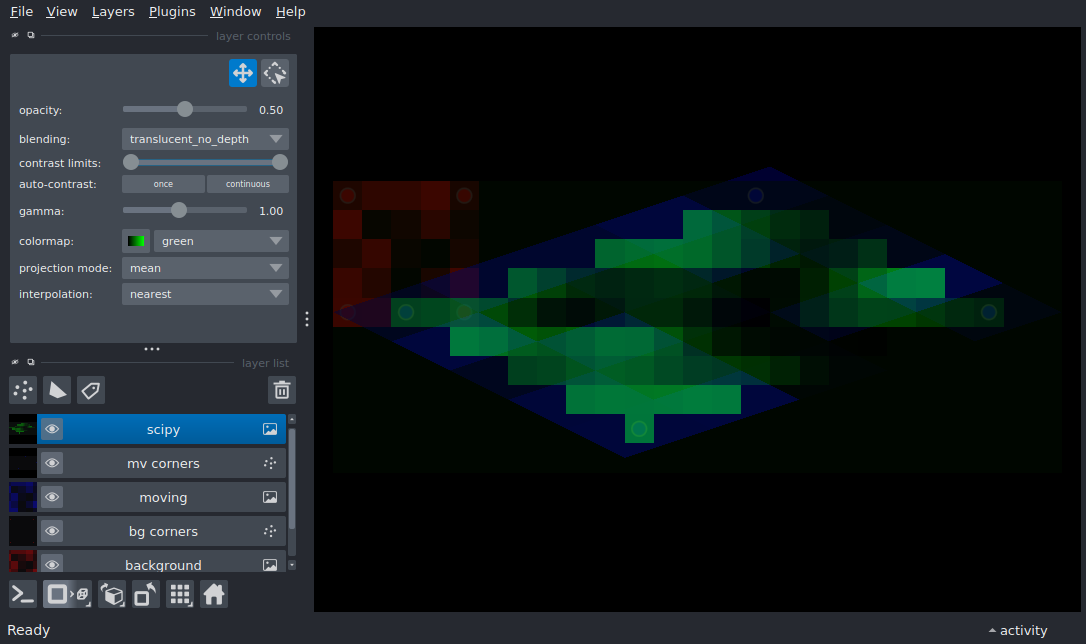 File View Layers Plugins Window Help
layer controls
opacity: 0.50
blending: translucent_no_depth
contrast limits:
auto-contrast: once continuous
gamma: 1.00
colormap: green
projection mode: mean
interpolation: nearest
layer list
scipy
mv corners
moving
bg corners
background
Ready activity